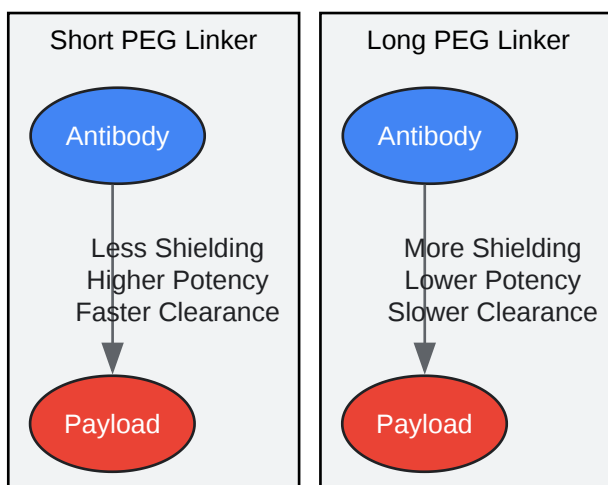 Short PEG Linker
Antibody
Less Shielding
Higher Potency
Faster Clearance
Payload
Long PEG Linker
Antibody
More Shielding
Lower Potency
Slower Clearance
Payload